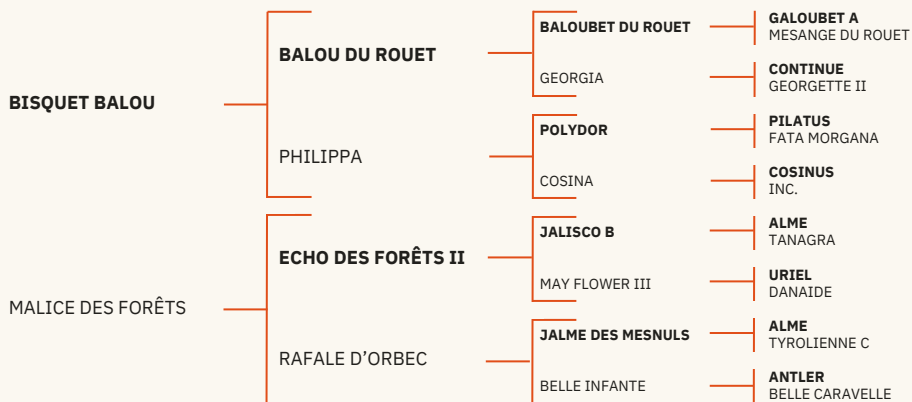 BISQUET BALOU
MALICE DES FORÊTS
BALOU DU ROUET
PHILIPPA
ECHO DES FORÊTS II
RAFALE D’ORBEC
BALOUBET DU ROUET
GEORGIA
POLYDOR
COSINA
JALISCO B
MAY FLOWER III
JALME DES MESNULS
BELLE INFANTE
GALOUBET A
MESANGE DU ROUET
CONTINUE
GEORGETTE II
PILATUS
FATA MORGANA
COSINUS
INC.
ALME
TANAGRA
URIEL
DANAIDE
ALME
TYROLIENNE C
ANTLER
BELLE CARAVELLE